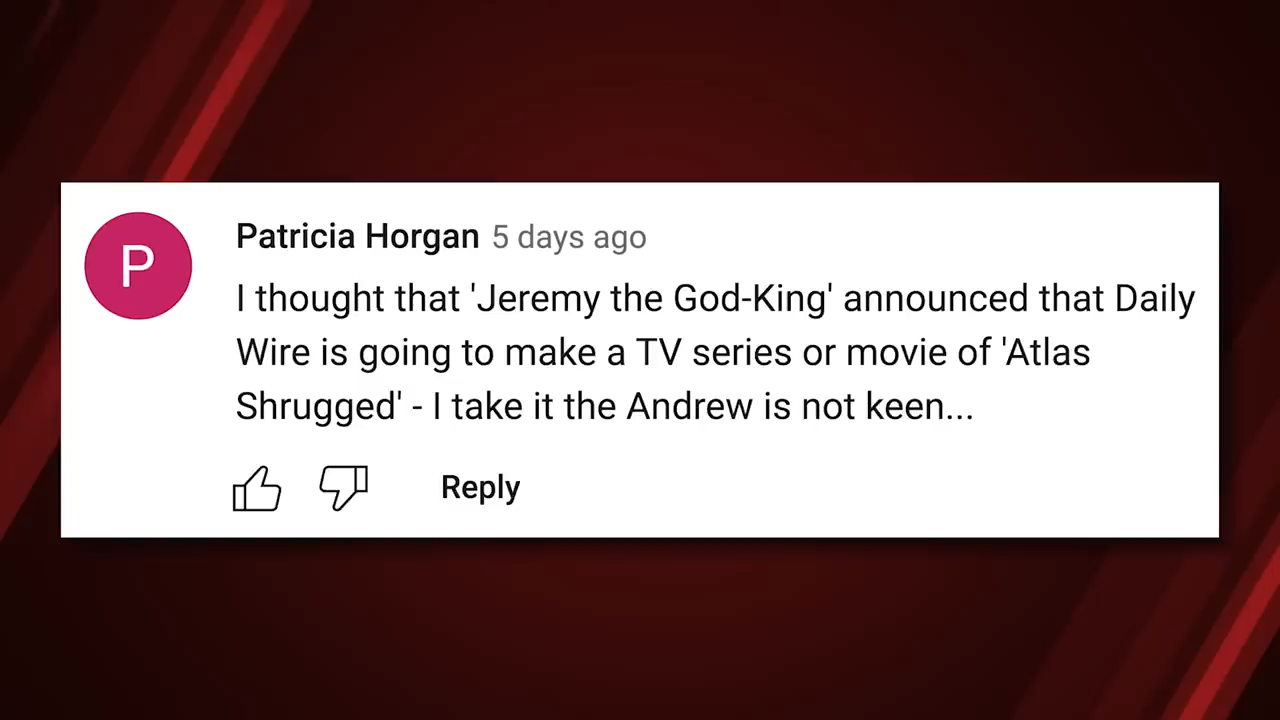 P
Patricia Horgan 5 days ago
I thought that 'Jeremy the God-King' announced that Daily
Wire is going to make a TV series or movie of 'Atlas
Shrugged' - I take it the Andrew is not keen...
Reply